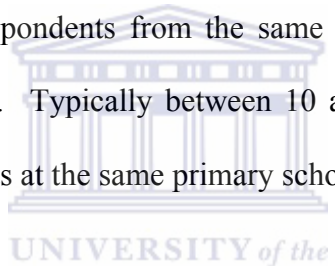 pondents from the same
. Typically between 10 a
s at the same primary scho
UNIVERSITY of the